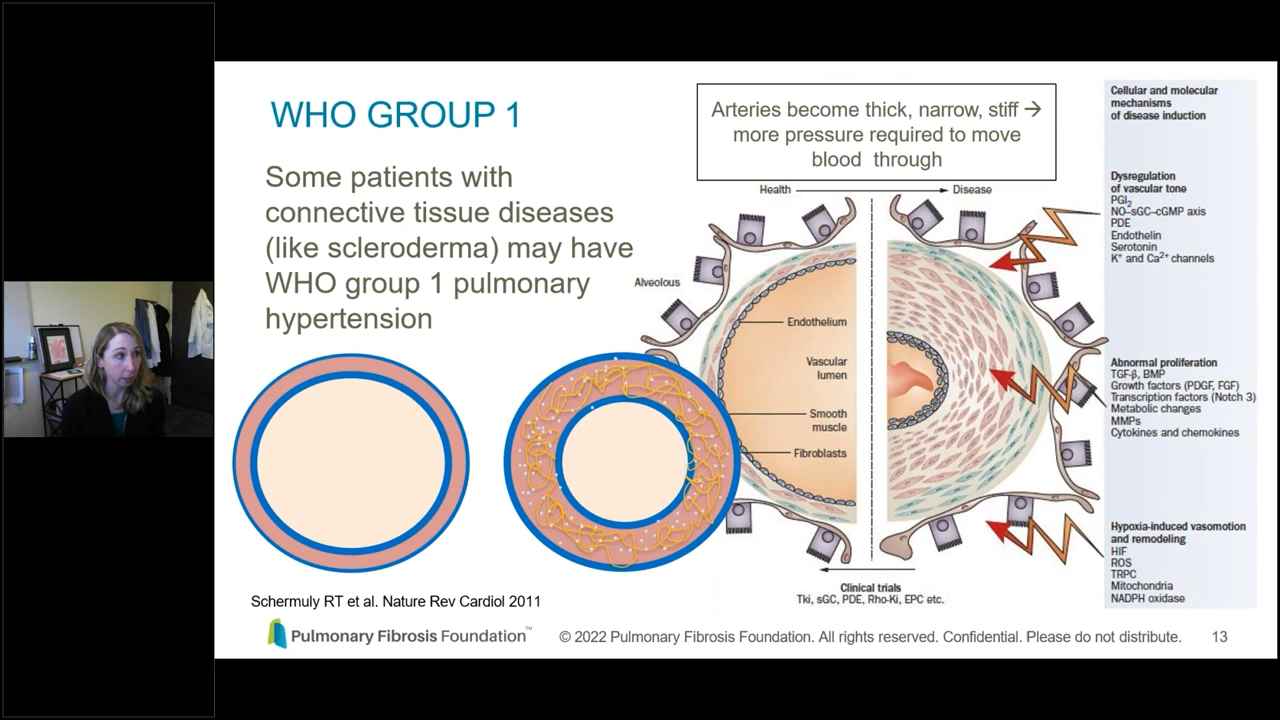 WHO GROUP 1
Some patients with
connective tissue diseases
(like scleroderma) may have
WHO group 1 pulmonary
hypertension
Arteries become thick, narrow, stiff →
more pressure required to move
blood through
Health
Disease
Alveolous
Endothelium
Vascular
lumen
Smooth
muscle
Fibroblasts
Clinical trials
Tki, sGC, PDE, Rho-Ki, EPC etc.
Cellular and molecular
mechanisms
of disease induction
Dysregulation
of vascular tone
PGI₂
NO–sGC–cGMP axis
PDE
Endothelin
Serotonin
K⁺ and Ca²⁺ channels
Abnormal proliferation
TGF-β, BMP
Growth factors (PDGF, FGF)
Transcription factors (Notch 3)
Metabolic changes
MMPs
Cytokines and chemokines
Hypoxia-induced vasomotion
and remodeling
HIF
ROS
TRPC
Mitochondria
NADPH oxidase
Schermuly RT et al. Nature Rev Cardiol 2011
Pulmonary Fibrosis Foundation™
© 2022 Pulmonary Fibrosis Foundation. All rights reserved. Confidential. Please do not distribute.
13